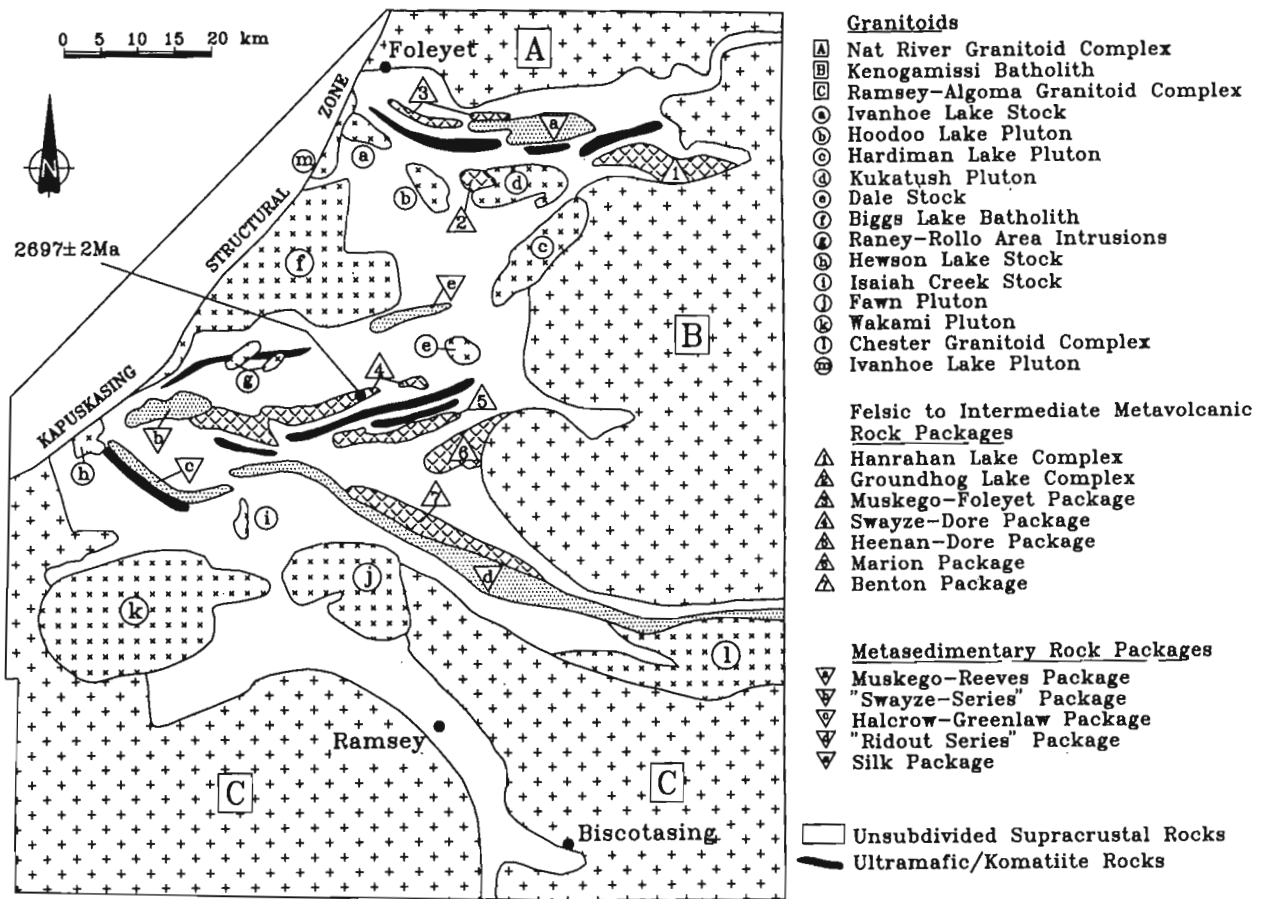 0 5 10 15 20 km
N
Foleyet
A
3
a
ZONE
a
1
m
b
d
2
STRUCTURAL
c
2697±2Ma
f
e
B
e
g
4
5
KAPUSKASING
b
6
h
c
7
i
j
d
k
l
Ramsey
C
C
Biscotasing
Granitoids
A Nat River Granitoid Complex
B Kenogamissi Batholith
C Ramsey-Algoma Granitoid Complex
a Ivanhoe Lake Stock
b Hoodoo Lake Pluton
c Hardiman Lake Pluton
d Kukatush Pluton
e Dale Stock
f Biggs Lake Batholith
g Raney-Rollo Area Intrusions
h Hewson Lake Stock
i Isaiah Creek Stock
j Fawn Pluton
k Wakami Pluton
l Chester Granitoid Complex
m Ivanhoe Lake Pluton
Felsic to Intermediate Metavolcanic
Rock Packages
1 Hanrahan Lake Complex
2 Groundhog Lake Complex
3 Muskego-Foleyet Package
4 Swayze-Dore Package
5 Heenan-Dore Package
6 Marion Package
7 Benton Package
Metasedimentary Rock Packages
a Muskego-Reeves Package
b "Swayze-Series" Package
c Halcrow-Greenlaw Package
d "Ridout Series" Package
e Silk Package
Unsubdivided Supracrustal Rocks
Ultramafic/Komatiite Rocks